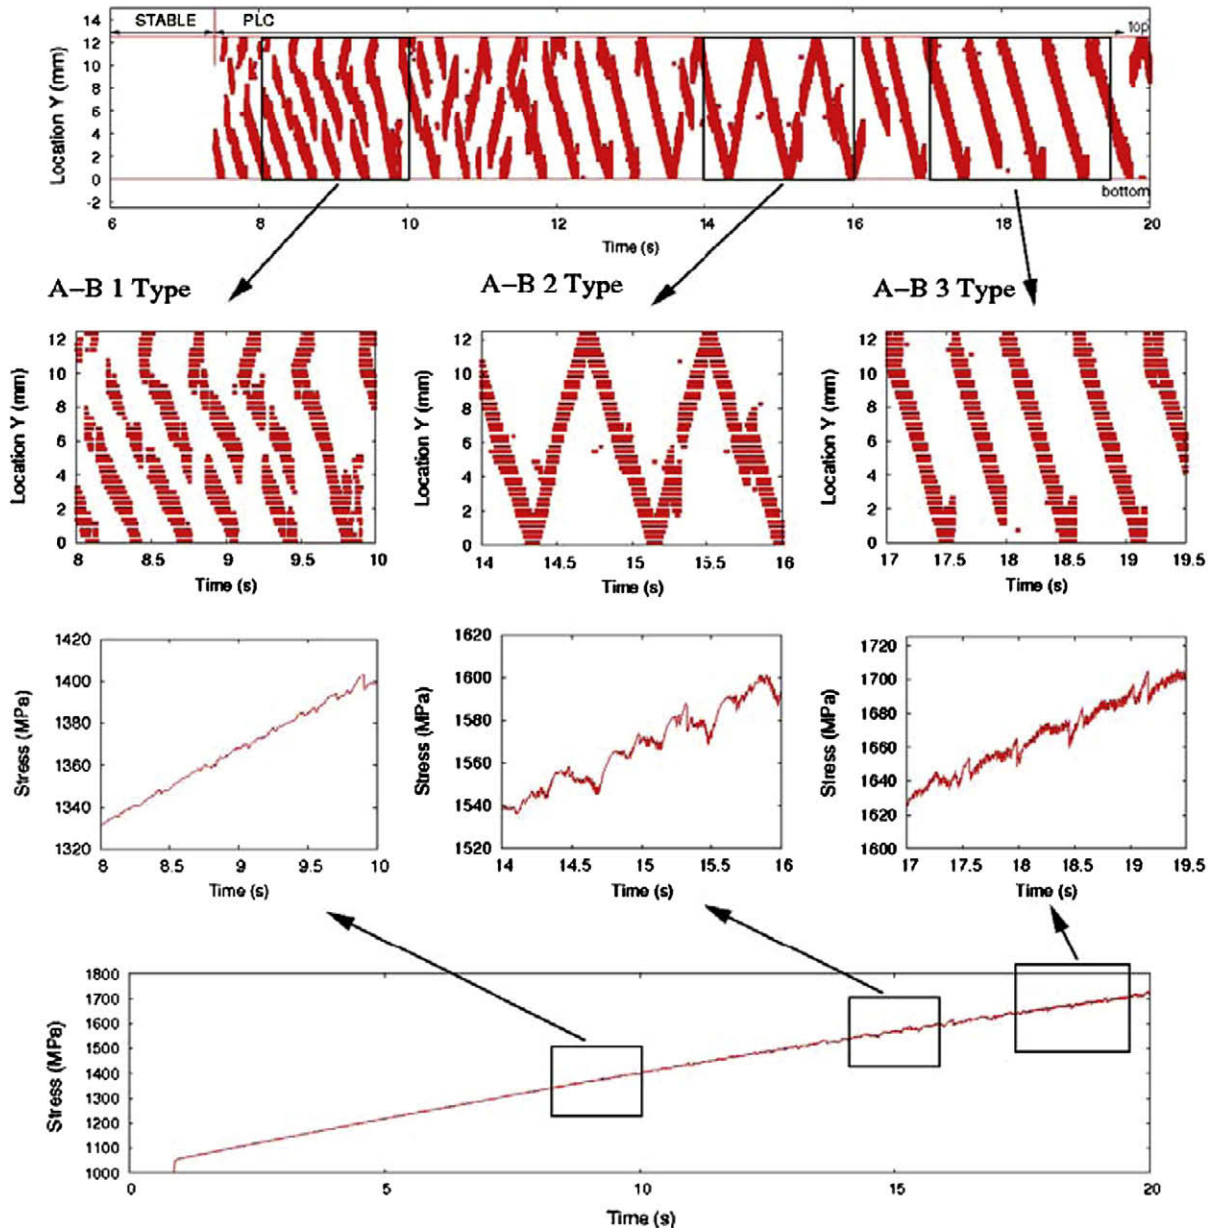 STABLE PLC top
14
12
10
8
6
4
2
0
-2
Location Y (mm)
bottom
6 8 10 12 14 16 18 20
Time (s)
A–B 1 Type A–B 2 Type A–B 3 Type
12
10
8
6
4
2
0
Location Y (mm)
8 8.5 9 9.5 10
Time (s)
12
10
8
6
4
2
0
Location Y (mm)
14 14.5 15 15.5 16
Time (s)
12
10
8
6
4
2
0
Location Y (mm)
17 17.5 18 18.5 19 19.5
Time (s)
1420
1400
1380
1360
1340
1320
Stress (MPa)
8 8.5 9 9.5 10
Time (s)
1620
1600
1580
1560
1540
1520
Stress (MPa)
14 14.5 15 15.5 16
Time (s)
1720
1700
1680
1660
1640
1620
1600
Stress (MPa)
17 17.5 18 18.5 19 19.5
Time (s)
1800
1700
1600
1500
1400
1300
1200
1100
1000
Stress (MPa)
0 5 10 15 20
Time (s)